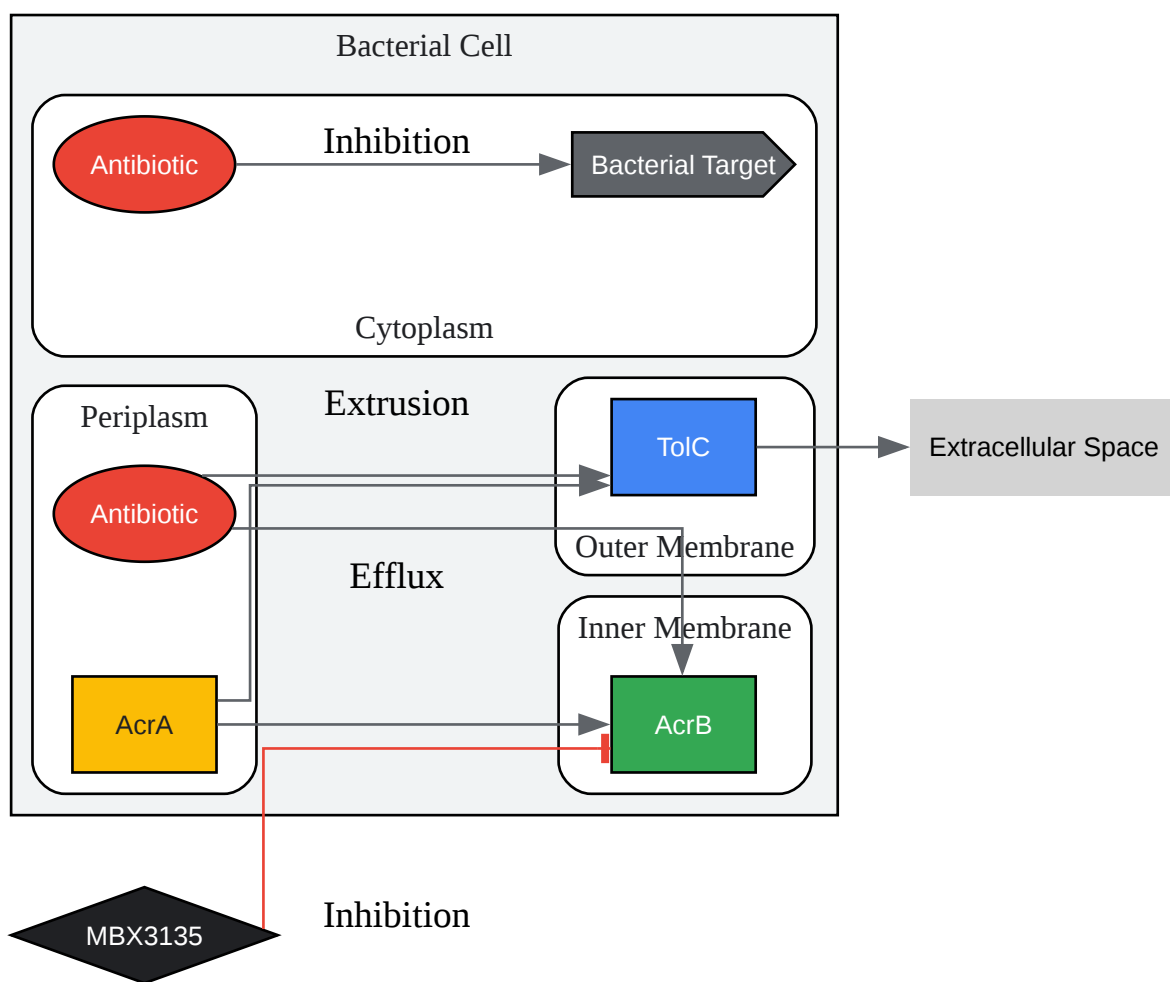 Bacterial Cell
Antibiotic
Inhibition
Bacterial Target
Cytoplasm
Periplasm
Extrusion
TolC
Extracellular Space
Antibiotic
Outer Membrane
Efflux
Inner Membrane
AcrA
AcrB
MBX3135
Inhibition